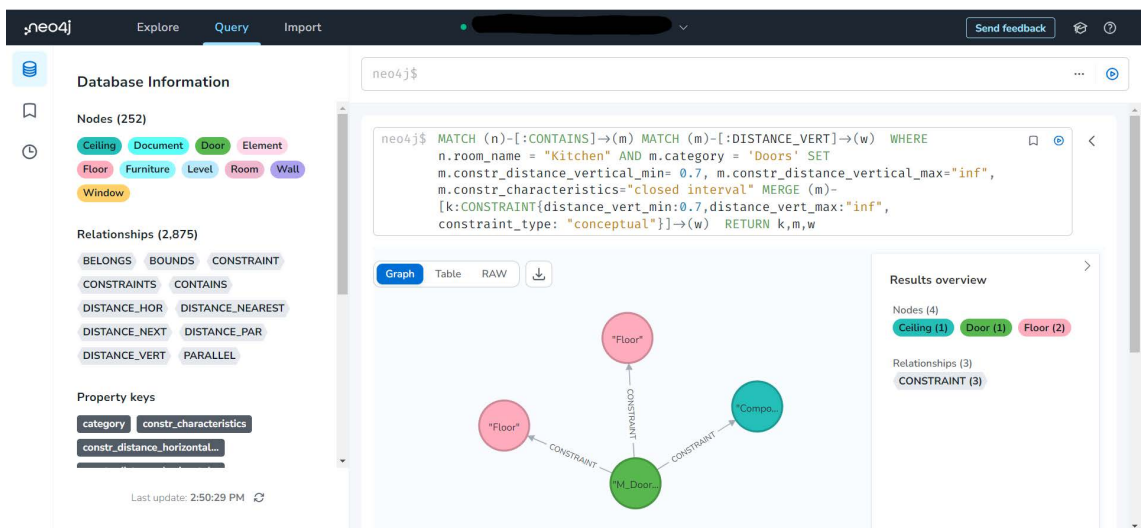 :neo4j Explore Query Import Send feedback
Database Information
Nodes (252)
Ceiling Document Door Element
Floor Furniture Level Room Wall
Window
Relationships (2,875)
BELONGS BOUNDS CONSTRAINT
CONSTRAINTS CONTAINS
DISTANCE_HOR DISTANCE_NEAREST
DISTANCE_NEXT DISTANCE_PAR
DISTANCE_VERT PARALLEL
Property keys
category constr_characteristics
constr_distance_horizontal...
Last update: 2:50:29 PM
neo4j$
neo4j$ MATCH (n)-[:CONTAINS]→(m) MATCH (m)-[:DISTANCE_VERT]→(w) WHERE
n.room_name = "Kitchen" AND m.category = 'Doors' SET
m.constr_distance_vertical_min= 0.7, m.constr_distance_vertical_max="inf",
m.constr_characteristics="closed interval" MERGE (m)-
[k:CONSTRAINT{distance_vert_min:0.7,distance_vert_max:"inf",
constraint_type: "conceptual"}]→(w) RETURN k,m,w
Graph Table RAW
"Floor"
CONSTRAINT
"Compo...
"Floor"
CONSTRAINT
CONSTRAINT
"M_Door...
Results overview
Nodes (4)
Ceiling (1) Door (1) Floor (2)
Relationships (3)
CONSTRAINT (3)